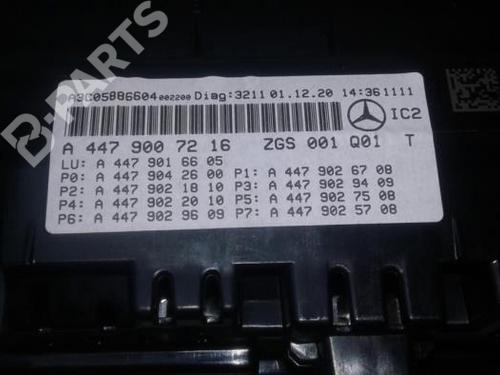 A3C05886604 002200 Diag:3211 01.12.20 14:36 1111
IC2
A 447 900 72 16 ZGS 001 Q01 T
LU: A 447 901 66 05
P0: A 447 904 26 00 P1: A 447 902 67 08
P2: A 447 902 18 10 P3: A 447 902 94 09
P4: A 447 902 20 10 P5: A 447 902 75 08
P6: A 447 902 96 09 P7: A 447 902 57 08